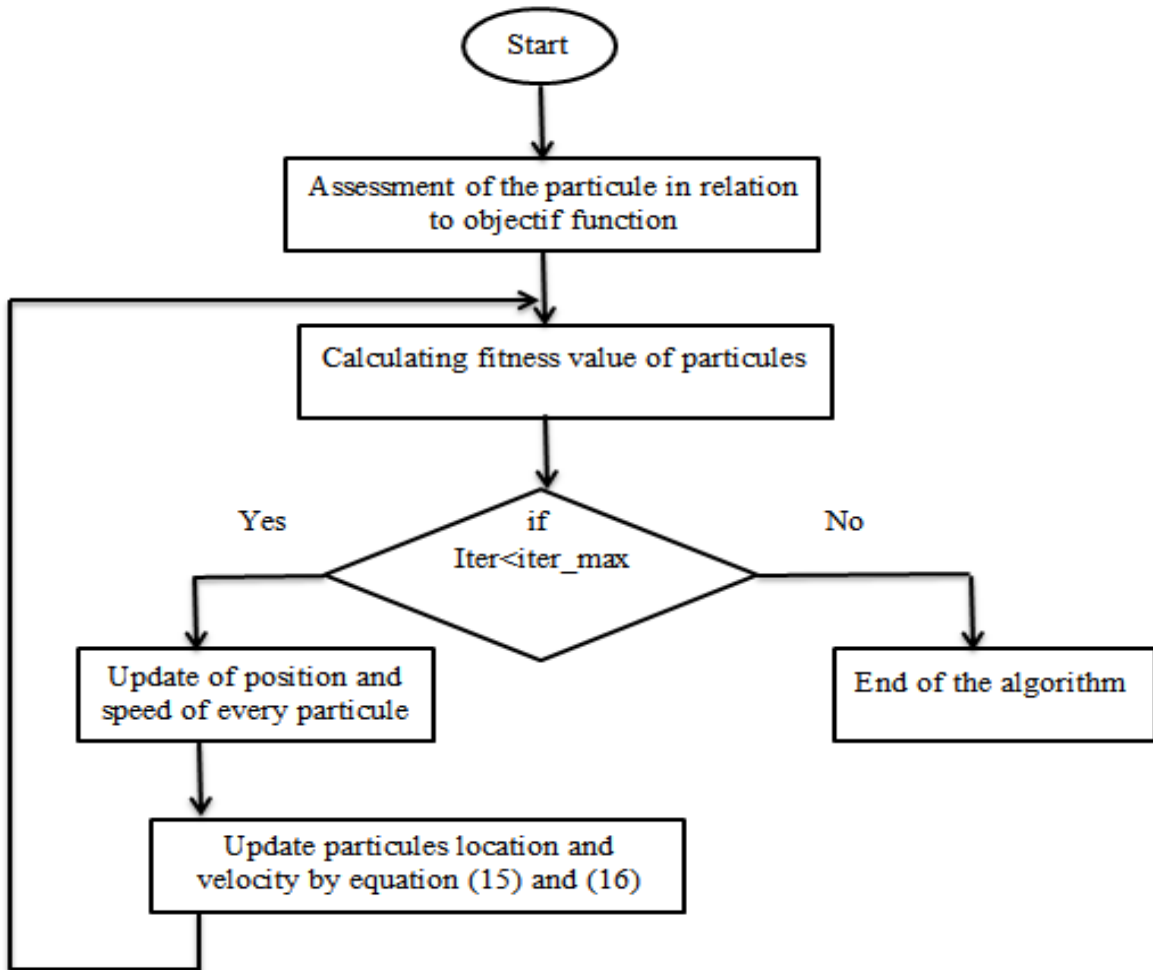 Start
Assessment of the particule in relation
to objectif function
Calculating fitness value of particules
Yes
if
No
Iter<iter_max
Update of position and
speed of every particule
End of the algorithm
Update particules location and
velocity by equation (15) and (16)